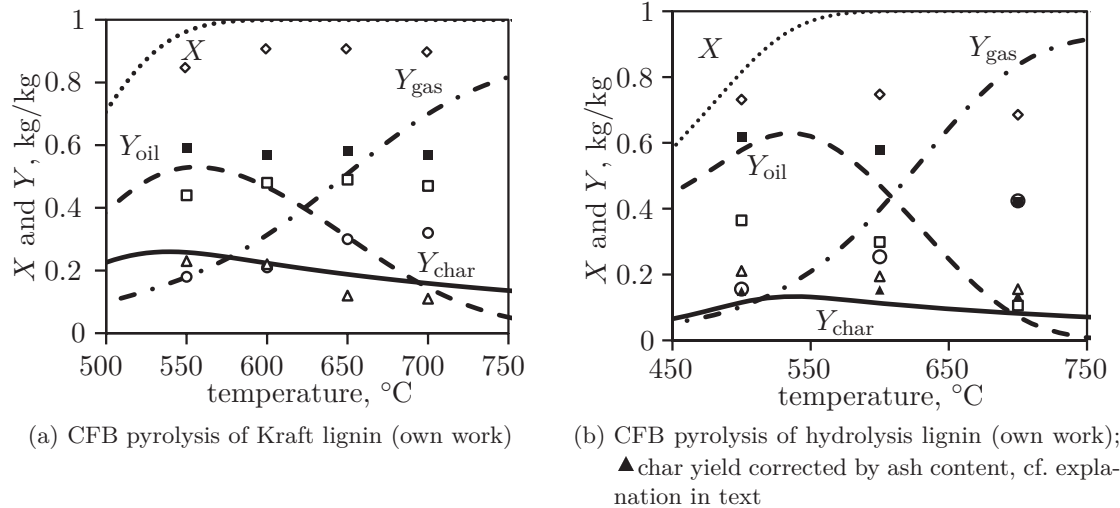 1
0.8
0.6
0.4
0.2
0
X and Y, kg/kg
X
Y_gas
Y_oil
Y_char
500 550 600 650 700 750
temperature, °C
(a) CFB pyrolysis of Kraft lignin (own work)
1
0.8
0.6
0.4
0.2
0
X and Y, kg/kg
X
Y_gas
Y_oil
Y_char
450 550 650 750
temperature, °C
(b) CFB pyrolysis of hydrolysis lignin (own work);
▲char yield corrected by ash content, cf. expla-
nation in text